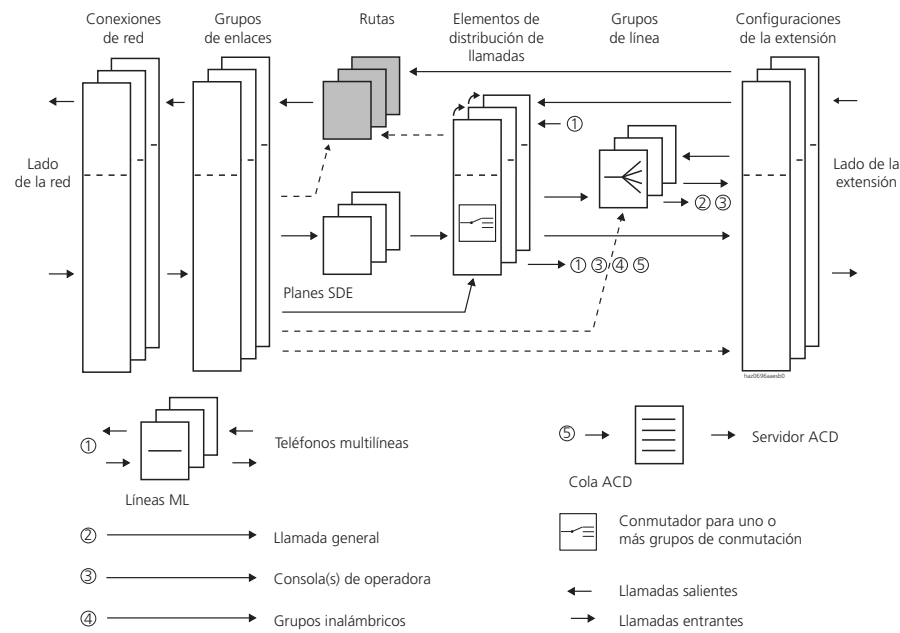 Conexiones
de red
Grupos
de enlaces
Rutas
Elementos de
distribución de
llamadas
Grupos
de línea
Configuraciones
de la extensión
①
Lado
de la red
Lado de la
extensión
② ③
① ③ ④ ⑤
Planes SDE
haz0696aaesb0
①
Teléfonos multilíneas
Líneas ML
⑤
Servidor ACD
Cola ACD
② Llamada general
③ Consola(s) de operadora
④ Grupos inalámbricos
Conmutador para uno o
más grupos de conmutación
Llamadas salientes
Llamadas entrantes